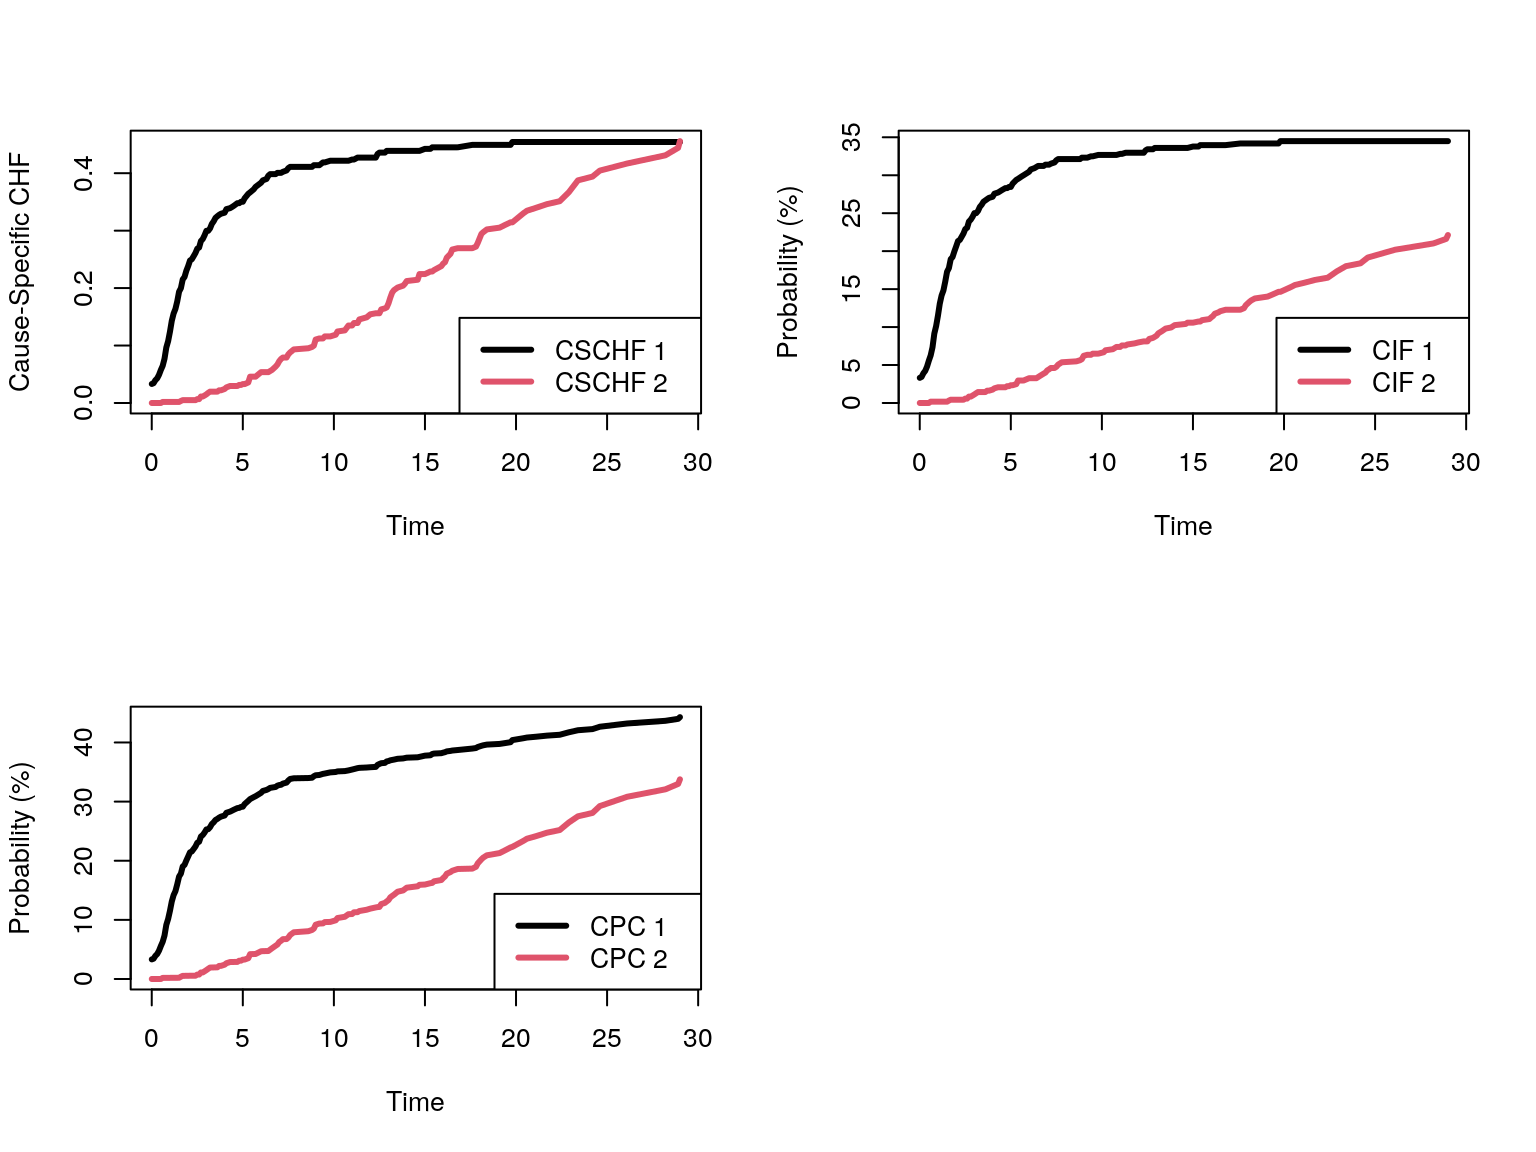 Cause-Specific CHF
0.0 0.2 0.4
CSCHF 1
CSCHF 2
0 5 10 15 20 25 30
Time
Probability (%)
0 5 15 25 35
CIF 1
CIF 2
0 5 10 15 20 25 30
Time
Probability (%)
0 10 20 30 40
CPC 1
CPC 2
0 5 10 15 20 25 30
Time